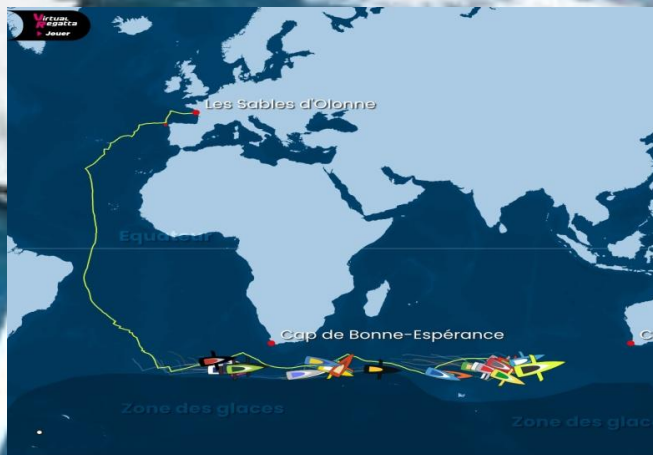 Virtual
Regatta
Jouer
Les Sables d'Olonne
Equateur
Cap de Bonne-Espérance
C
Zone des glaces
Zone des glac